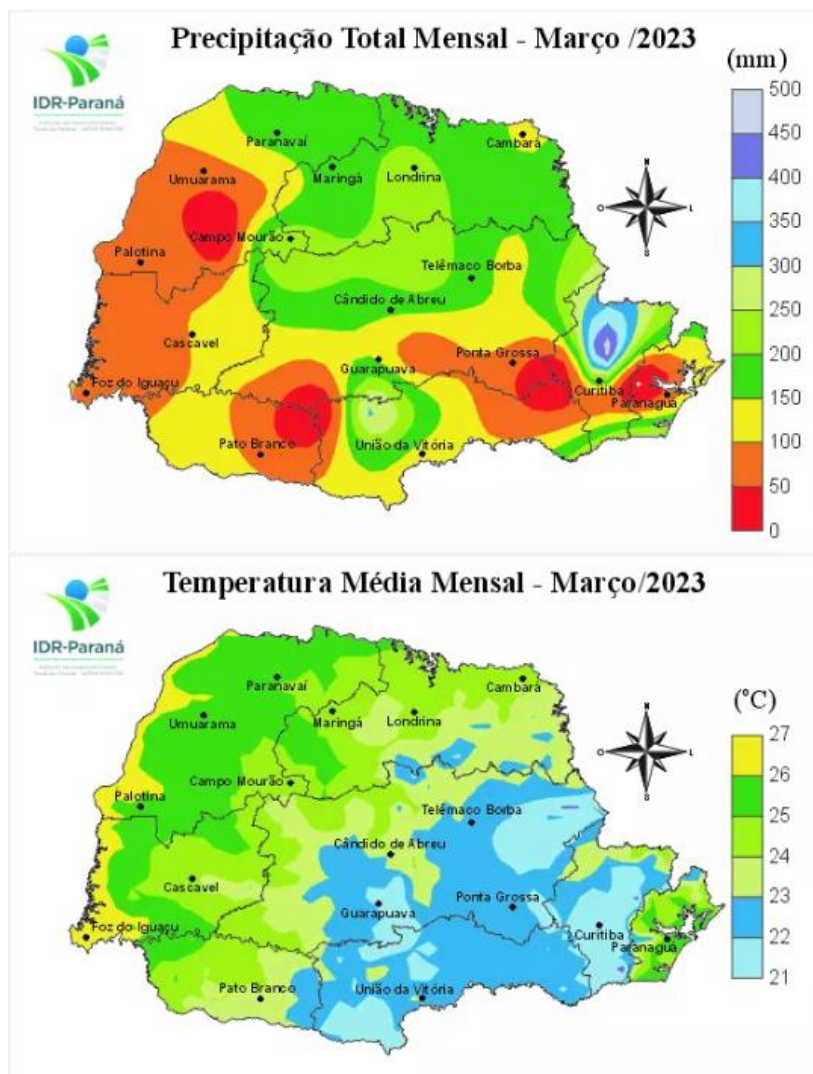 Precipitação Total Mensal - Março /2023
IDR-Paraná
(mm)
500
450
400
350
300
250
200
150
100
50
0
N
O
L
S
Paranavaí
Cambará
Umuarama
Maringá
Londrina
Campo Mourão
Palotina
Telêmaco Borba
Cândido de Abreu
Cascavel
Guarapuava
Ponta Grossa
Foz do Iguaçu
Curitiba
Paranaguá
Pato Branco
União da Vitória
Temperatura Média Mensal - Março/2023
IDR-Paraná
(°C)
27
26
25
24
23
22
21
N
O
L
S
Paranavaí
Cambará
Umuarama
Maringá
Londrina
Campo Mourão
Palotina
Telêmaco Borba
Cândido de Abreu
Cascavel
Guarapuava
Ponta Grossa
Foz do Iguaçu
Curitiba
Paranaguá
Pato Branco
União da Vitória